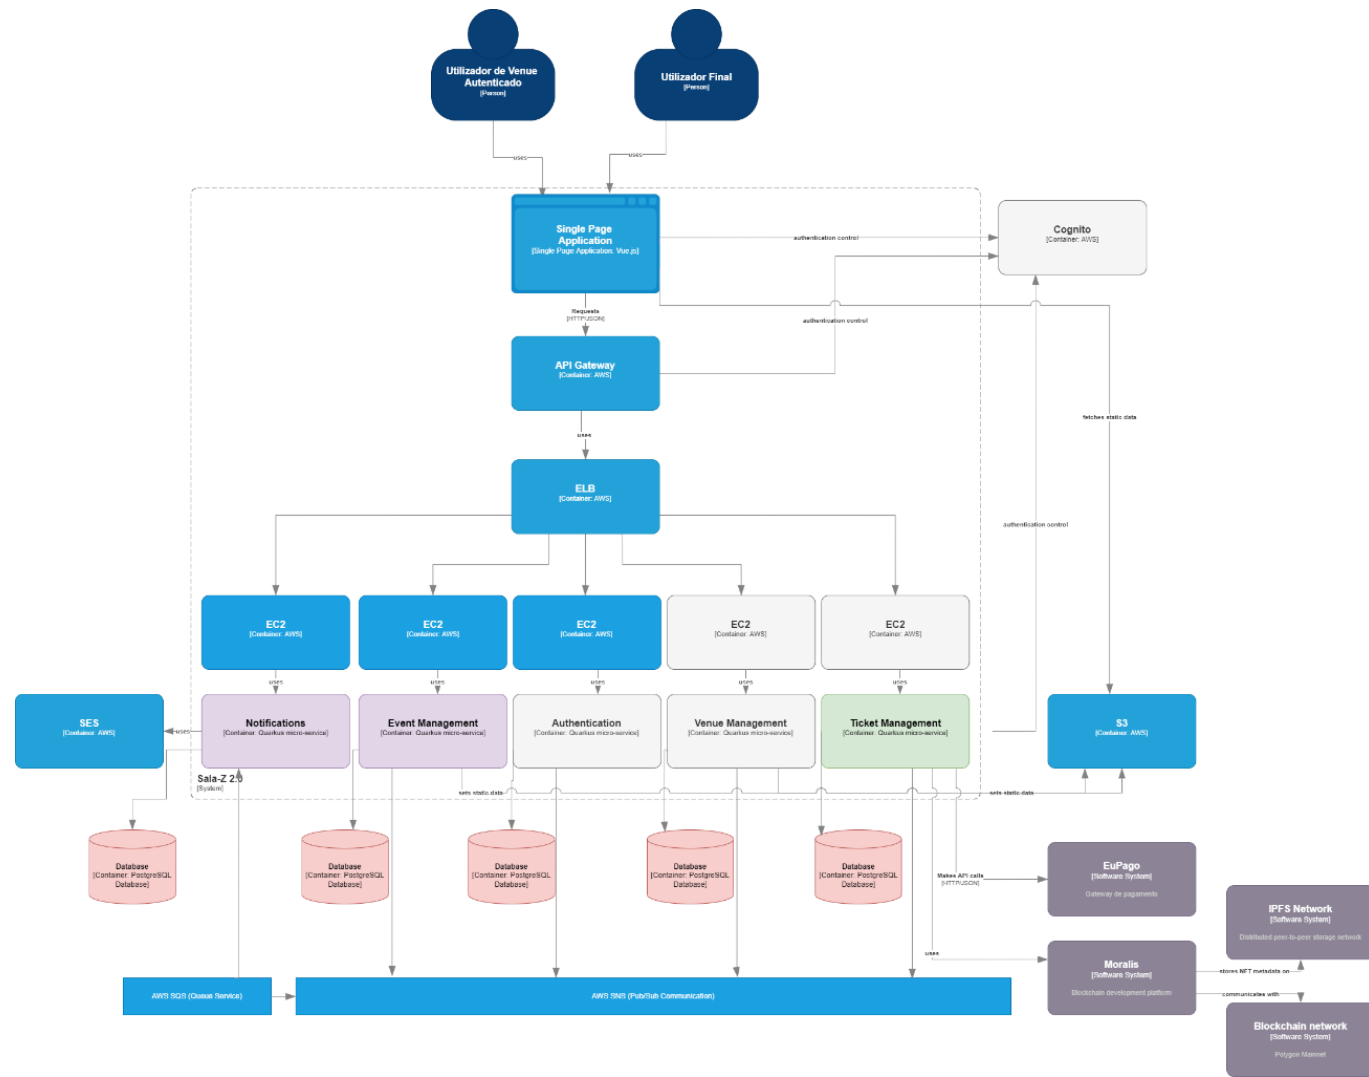 Utilizador de Venue
Autenticado
[Person]
Utilizador Final
[Person]
uses
uses
Single Page
Application
[Single Page Application: Vue.js]
Cognito
[Container: AWS]
authentication control
Requests
[HTTP/JSON]
authentication control
API Gateway
[Container: AWS]
fetches static data
uses
ELB
[Container: AWS]
authentication control
EC2
[Container: AWS]
EC2
[Container: AWS]
EC2
[Container: AWS]
EC2
[Container: AWS]
EC2
[Container: AWS]
uses
uses
uses
uses
uses
SES
[Container: AWS]
uses
Notifications
[Container: Quarkus micro-service]
Event Management
[Container: Quarkus micro-service]
Authentication
[Container: Quarkus micro-service]
Venue Management
[Container: Quarkus micro-service]
Ticket Management
[Container: Quarkus micro-service]
S3
[Container: AWS]
Sala-Z 2.0
[System]
sets static data
sets static data
Database
[Container: PostgreSQL
Database]
Database
[Container: PostgreSQL
Database]
Database
[Container: PostgreSQL
Database]
Database
[Container: PostgreSQL
Database]
Database
[Container: PostgreSQL
Database]
Makes API calls
[HTTP/JSON]
EuPago
[Software System]
Gateway de pagamento
IPFS Network
[Software System]
Distributed peer-to-peer storage network
uses
Moralis
[Software System]
Blockchain development platform
stores NFT metadata on
communicates with
AWS SQS (Queue Service)
AWS SNS (Pub/Sub Communication)
Blockchain network
[Software System]
Polygon Mainnet